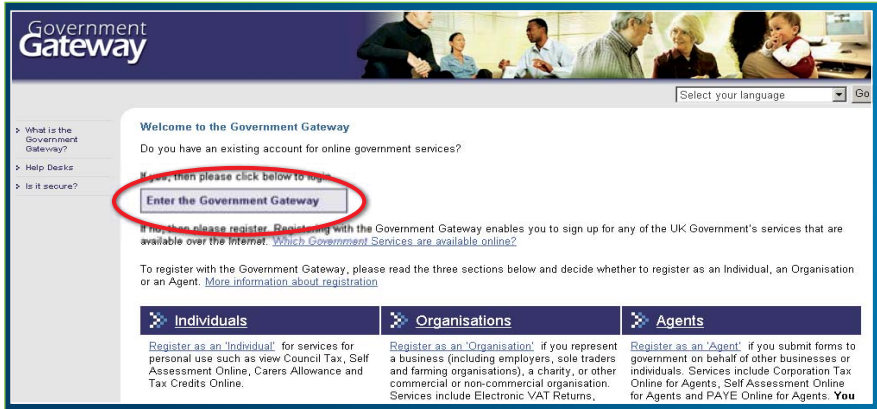 Government
Gateway
Select your language
Go
What is the
Government
Gateway?
Help Desks
Is it secure?
Welcome to the Government Gateway
Do you have an existing account for online government services?
If yes, then please click below to login
Enter the Government Gateway
If no, then please register. Registering with the Government Gateway enables you to sign up for any of the UK Government's services that are
available over the Internet. Which Government Services are available online?
To register with the Government Gateway, please read the three sections below and decide whether to register as an Individual, an Organisation
or an Agent. More information about registration
Individuals
Register as an 'Individual' for services for
personal use such as view Council Tax, Self
Assessment Online, Carers Allowance and
Tax Credits Online.
Organisations
Register as an 'Organisation' if you represent
a business (including employers, sole traders
and farming organisations), a charity, or other
commercial or non-commercial organisation.
Services include Electronic VAT Returns,
Agents
Register as an 'Agent' if you submit forms to
government on behalf of other businesses or
individuals. Services include Corporation Tax
Online for Agents, Self Assessment Online
for Agents and PAYE Online for Agents. You